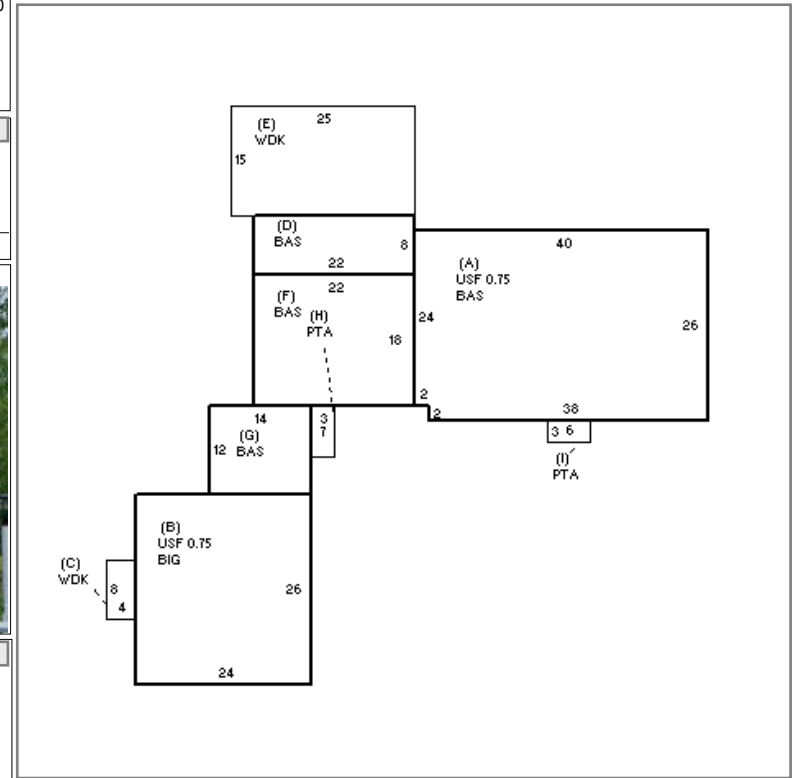 (E)
WDK
25
15
(D)
BAS
8
22
40
(A)
USF 0.75
BAS
24
26
22
(F)
BAS
(H)
PTA
18
2
2
38
14
(G)
12 BAS
3
7
3 6
(I)
PTA
(B)
USF 0.75
BIG
(C)
WDK
8
4
26
24